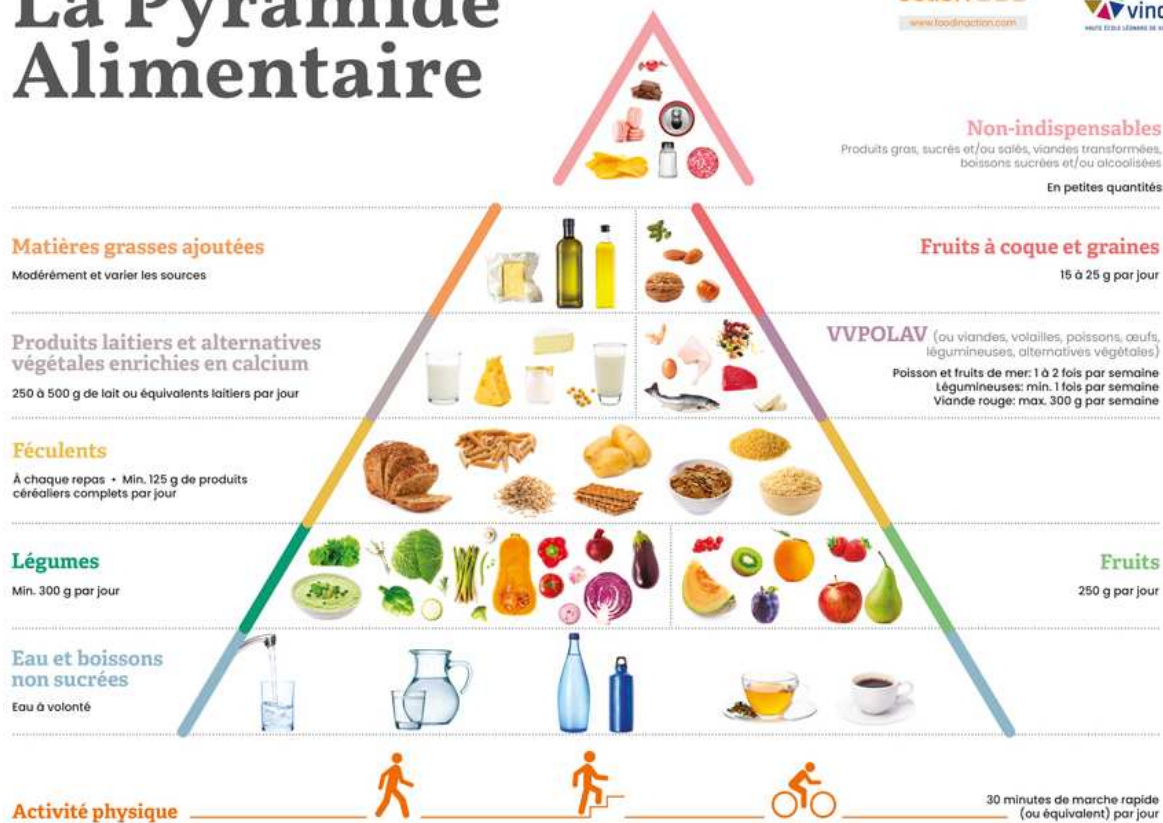 La Pyramide
Alimentaire
www.foodinaction.com
vinci
HAUTE ÉCOLE LÉONARD DE
Non-indispensables
Produits gras, sucrés et/ou salés, viandes transformées,
boissons sucrées et/ou alcoolisées
En petites quantités
Matières grasses ajoutées
Modérément et varier les sources
Fruits à coque et graines
15 à 25 g par jour
Produits laitiers et alternatives
végétales enrichies en calcium
250 à 500 g de lait ou équivalents laitiers par jour
VVPOLAV (ou viandes, volailles, poissons, œufs,
légumineuses, alternatives végétales)
Poisson et fruits de mer: 1 à 2 fois par semaine
Légumineuses: min. 1 fois par semaine
Viande rouge: max. 300 g par semaine
Féculents
À chaque repas • Min. 125 g de produits
céréaliers complets par jour
Légumes
Min. 300 g par jour
Fruits
250 g par jour
Eau et boissons
non sucrées
Eau à volonté
Activité physique
30 minutes de marche rapide
(ou équivalent) par jour